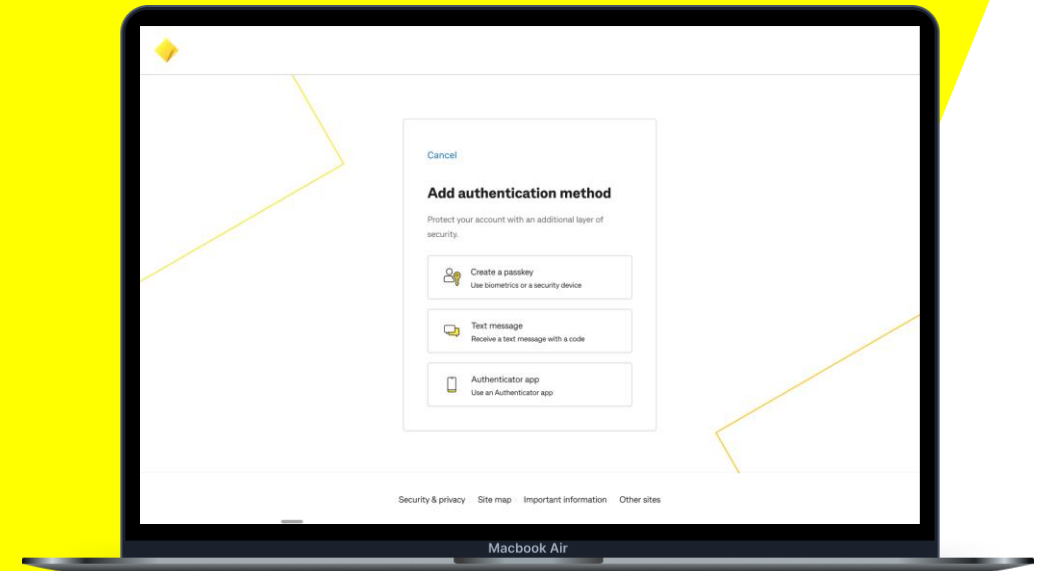 Cancel
Add authentication method
Protect your account with an additional layer of
security.
Create a passkey
Use biometrics or a security device
Text message
Receive a text message with a code
Authenticator app
Use an Authenticator app
Security & privacy Site map Important information Other sites
Macbook Air